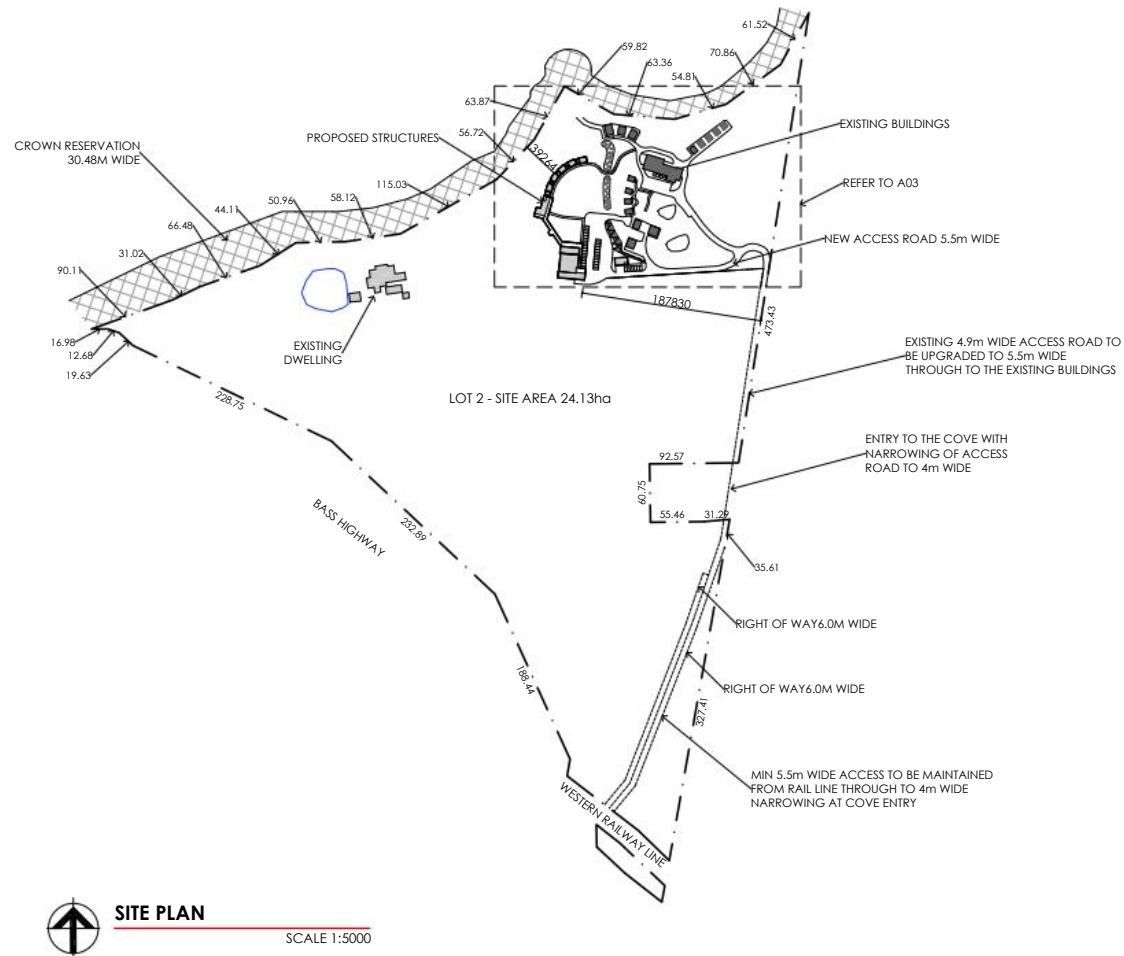 61.52
59.82
70.86
63.36
54.81
63.87
EXISTING BUILDINGS
PROPOSED STRUCTURES
56.72
CROWN RESERVATION
30.48M WIDE
39264
REFER TO A03
115.03
58.12
50.96
44.11
66.48
NEW ACCESS ROAD 5.5m WIDE
31.02
90.11
187830
473.43
16.98
12.68
19.63
EXISTING
DWELLING
EXISTING 4.9m WIDE ACCESS ROAD TO
BE UPGRADED TO 5.5m WIDE
THROUGH TO THE EXISTING BUILDINGS
228.75
LOT 2 - SITE AREA 24.13ha
ENTRY TO THE COVE WITH
NARROWING OF ACCESS
ROAD TO 4m WIDE
92.57
60.75
55.46
31.29
BASS HIGHWAY
232.89
35.61
RIGHT OF WAY6.0M WIDE
RIGHT OF WAY6.0M WIDE
188.44
327.41
MIN 5.5m WIDE ACCESS TO BE MAINTAINED
FROM RAIL LINE THROUGH TO 4m WIDE
NARROWING AT COVE ENTRY
WESTERN RAILWAY LINE
SITE PLAN
SCALE 1:5000